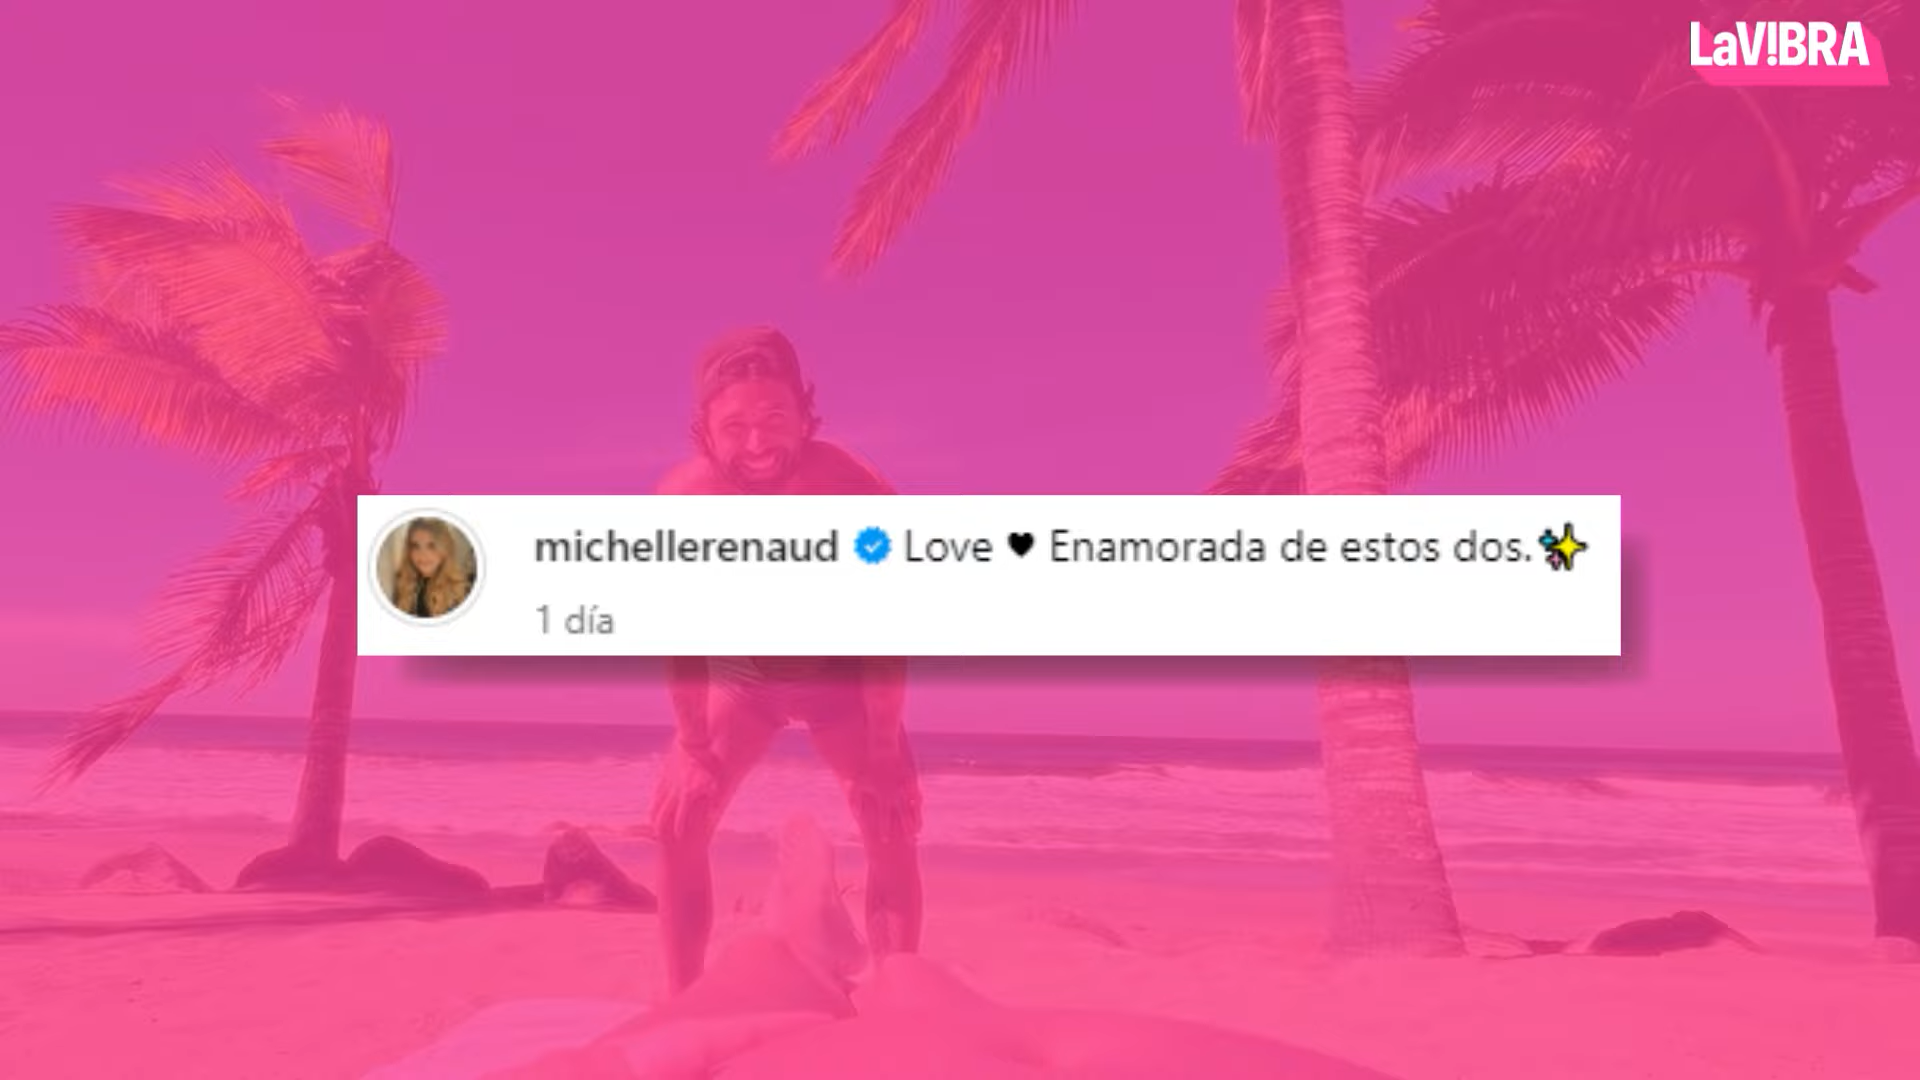 LaV!BRA
michellerenaud Love 🖤 Enamorada de estos dos.✨
1 día